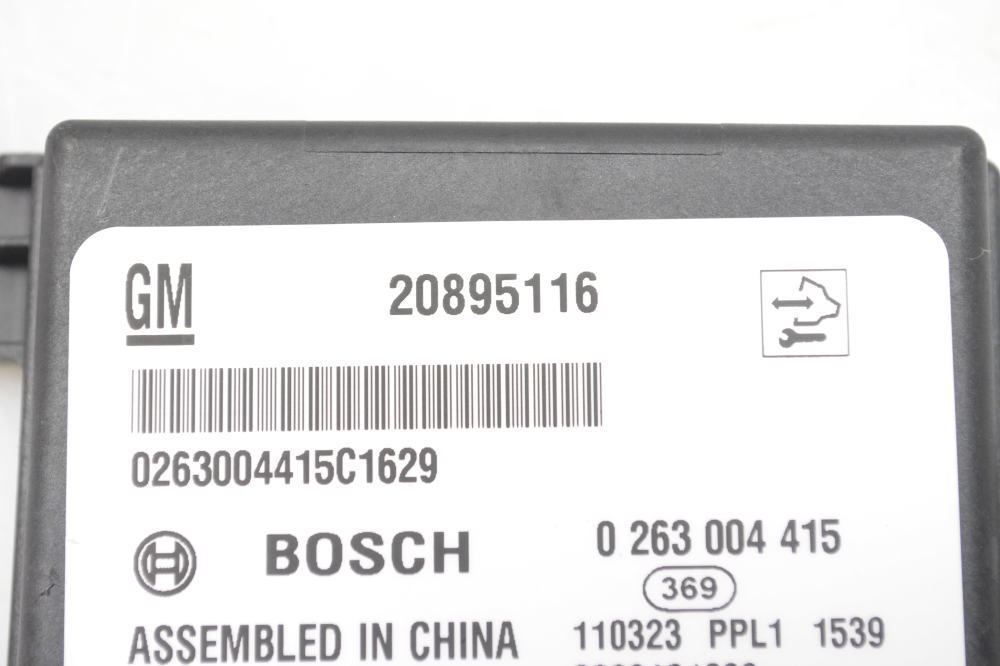 GM 20895116
0263004415C1629
BOSCH 0 263 004 415
369
ASSEMBLED IN CHINA 110323 PPL1 1539